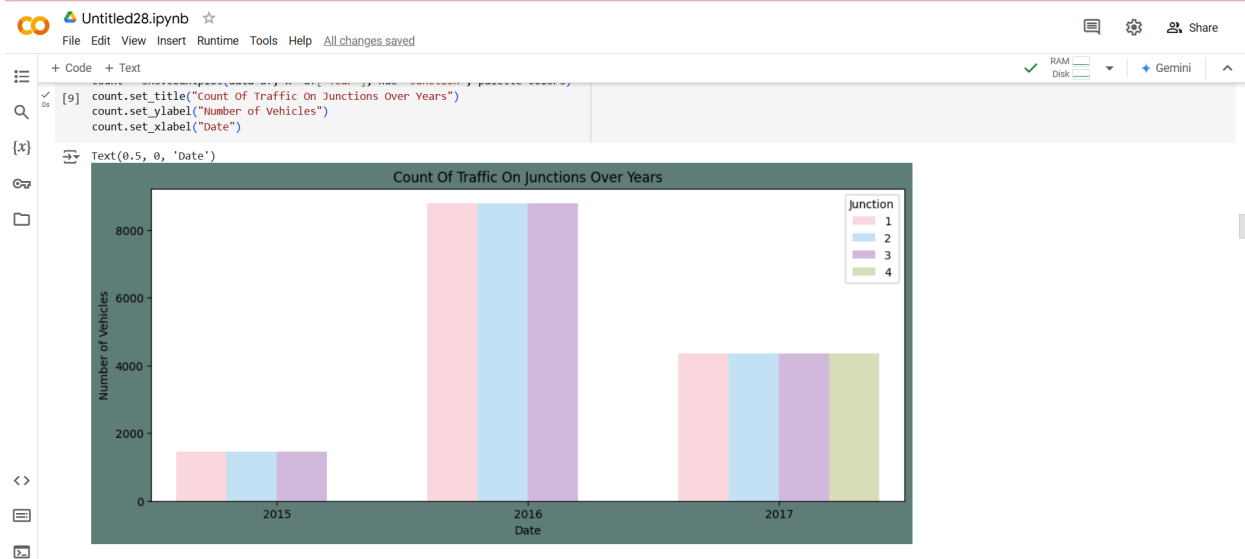 CO Untitled28.ipynb
File Edit View Insert Runtime Tools Help All changes saved
Share
+ Code + Text
RAM
Disk
Gemini
[9]
0s
count.set_title("Count Of Traffic On Junctions Over Years")
count.set_ylabel("Number of Vehicles")
count.set_xlabel("Date")
{x}
Text(0.5, 0, 'Date')
Count Of Traffic On Junctions Over Years
Junction
1
2
3
4
8000
6000
4000
2000
0
Number of Vehicles
2015 2016 2017
Date